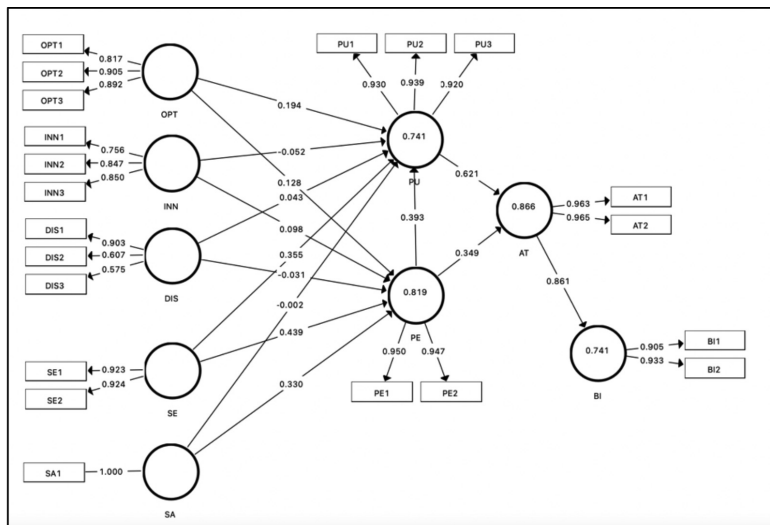 OPT1
0.817
OPT2
0.905
OPT3
0.892
OPT
INN1
0.756
INN2
0.847
INN3
0.850
INN
DIS1
0.903
DIS2
0.607
DIS3
0.575
DIS
SE1
0.923
SE2
0.924
SE
SA1
1.000
SA
0.194
-0.052
0.128
0.043
0.098
0.355
-0.031
-0.002
0.439
0.330
PU1
PU2
PU3
0.930
0.939
0.920
0.741
PU
0.393
0.621
0.349
0.819
PE
0.950
0.947
PE1
PE2
0.866
AT
0.963
AT1
0.965
AT2
0.861
0.741
BI
0.905
BI1
0.933
BI2